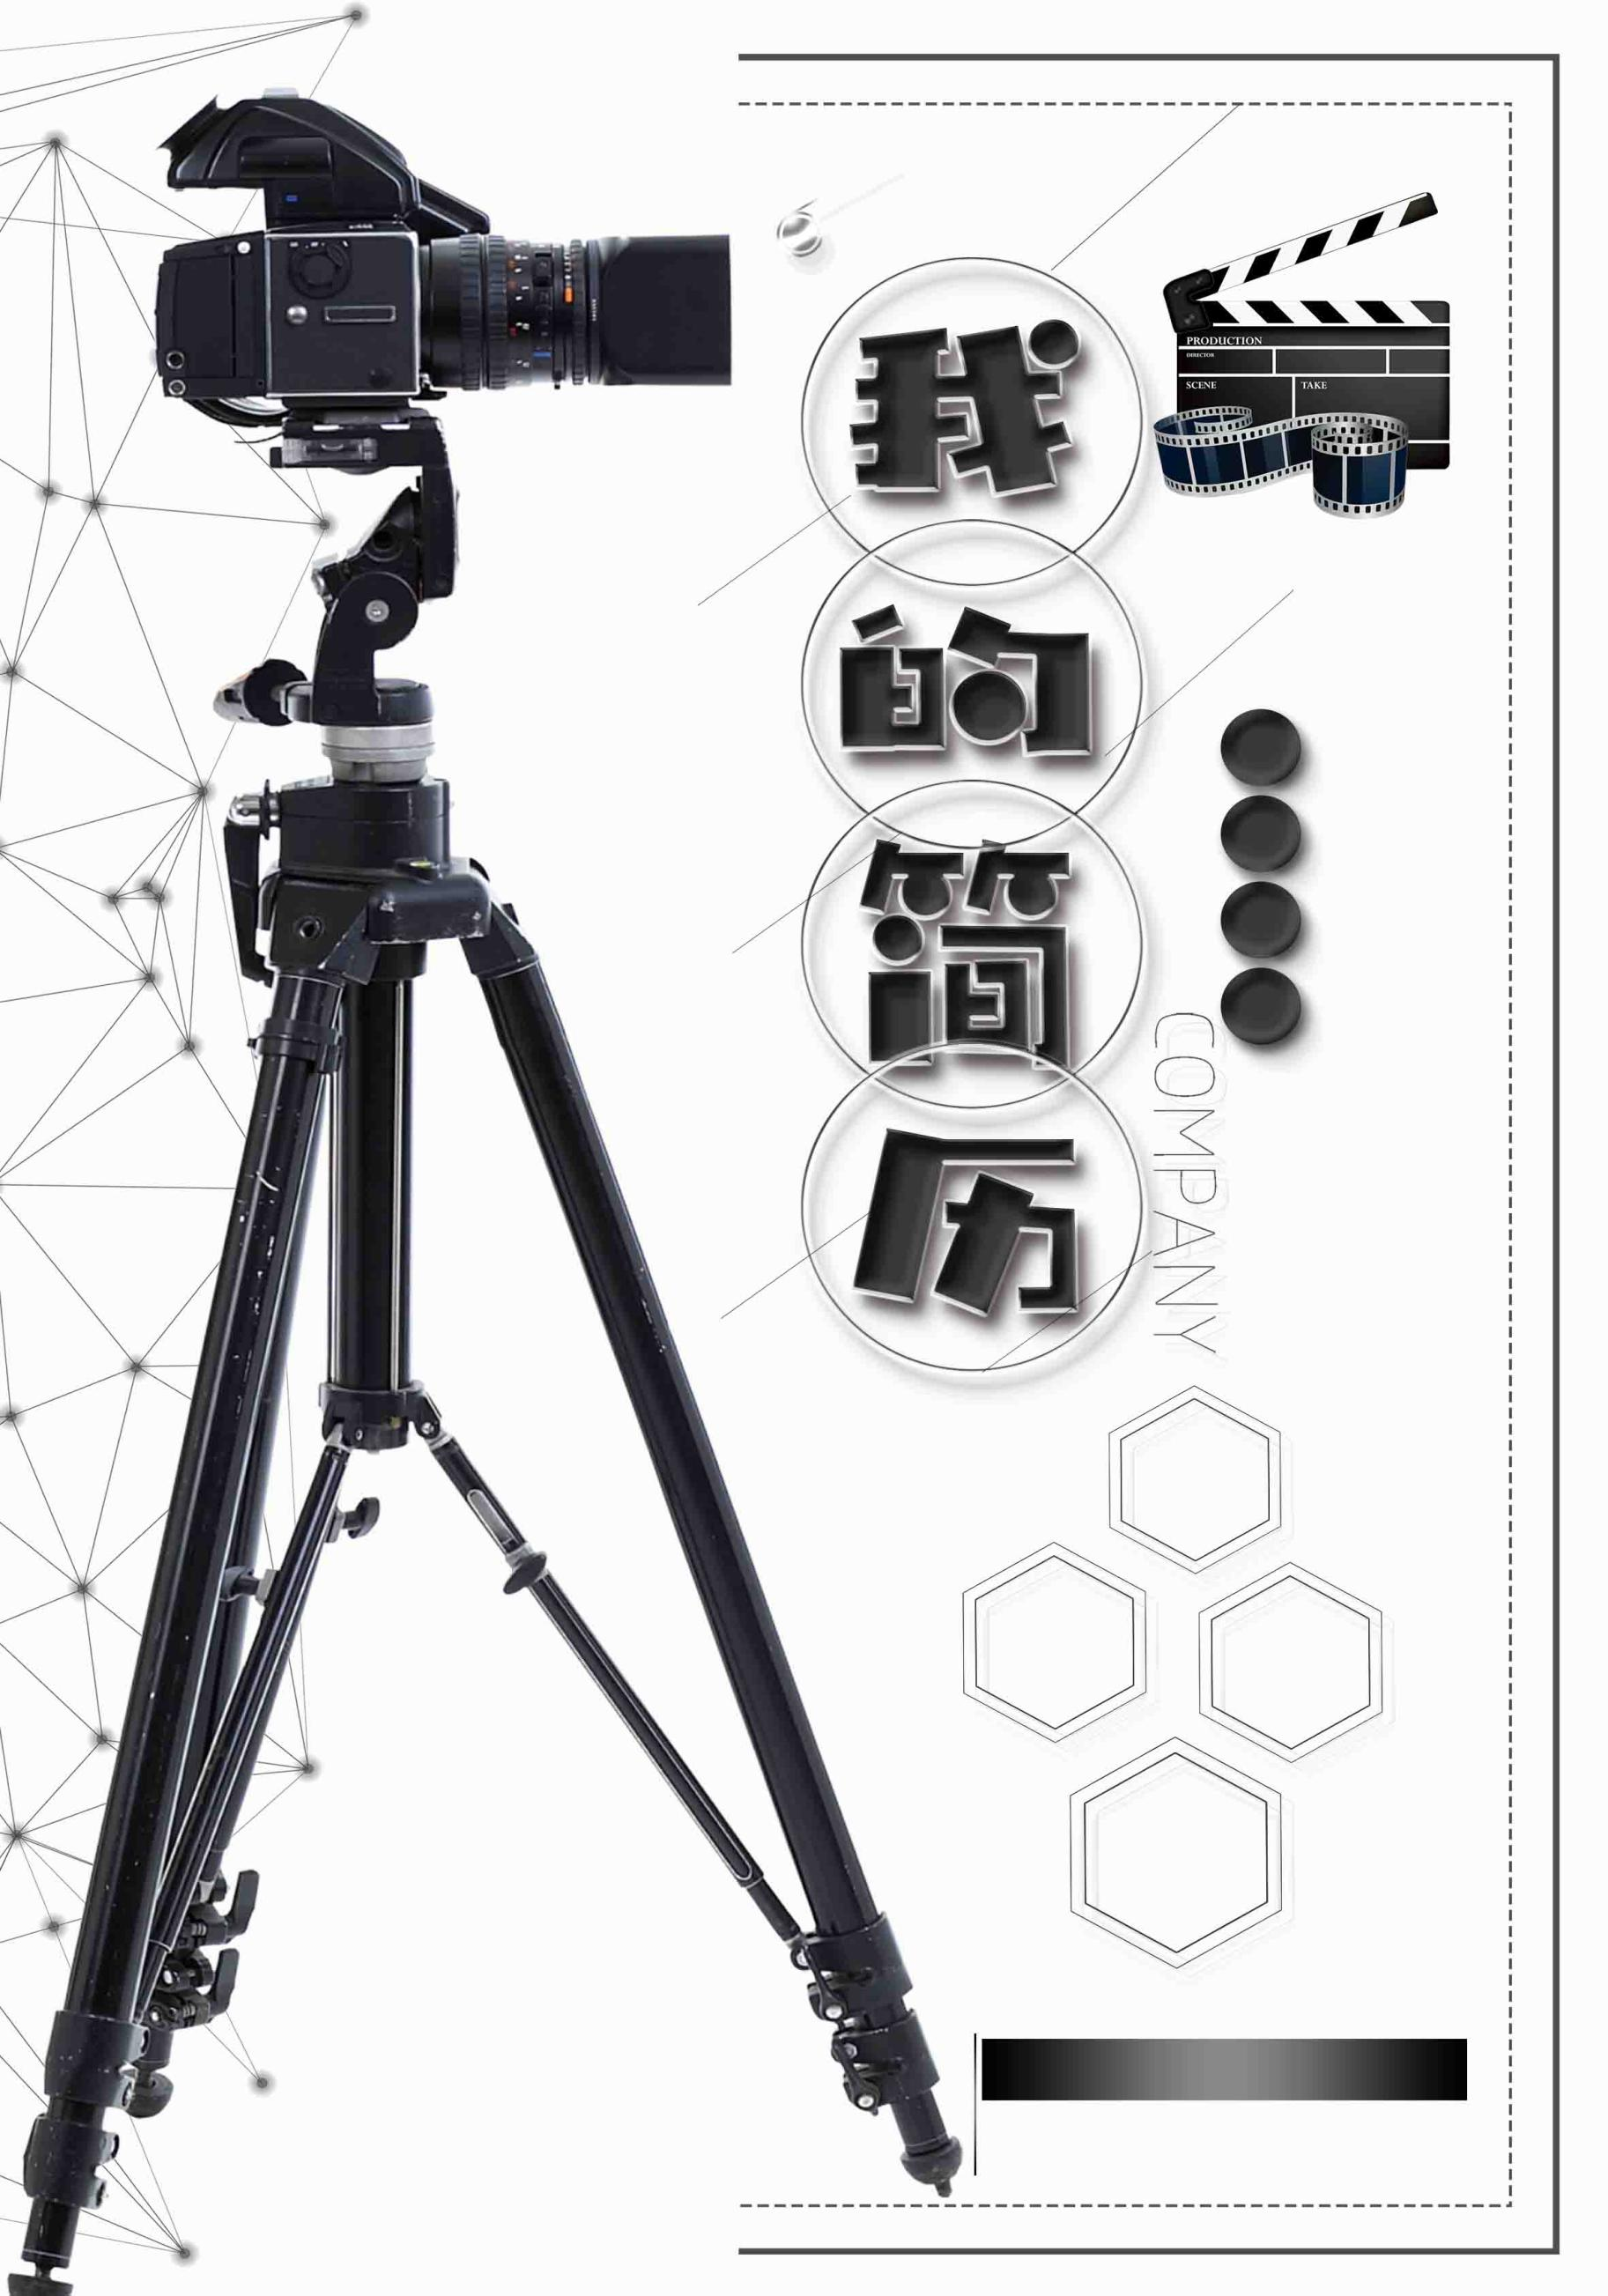 我的简历
PRODUCTION
DIRECTOR
SCENE TAKE
COMPANY